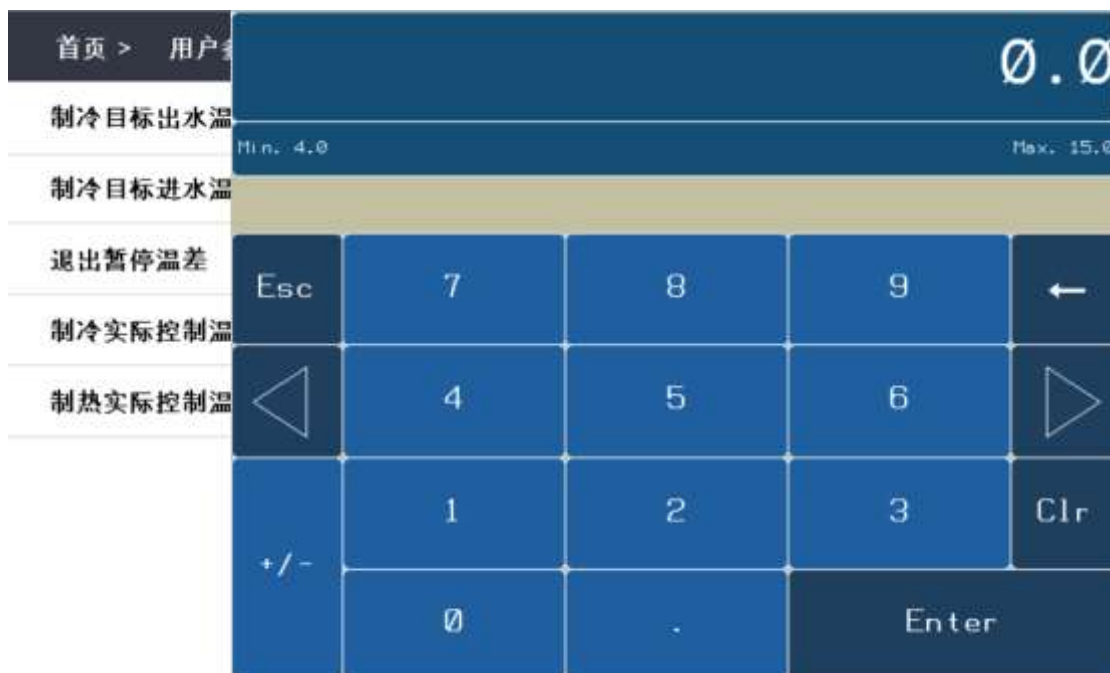 首页 > 用户
0.0
制冷目标出水温
Min. 4.0 Max. 15.0
制冷目标进水温
退出暂停温差
Esc 7 8 9 ←
制冷实际控制温
制热实际控制温
4 5 6
1 2 3 Clr
+/-
0 . Enter